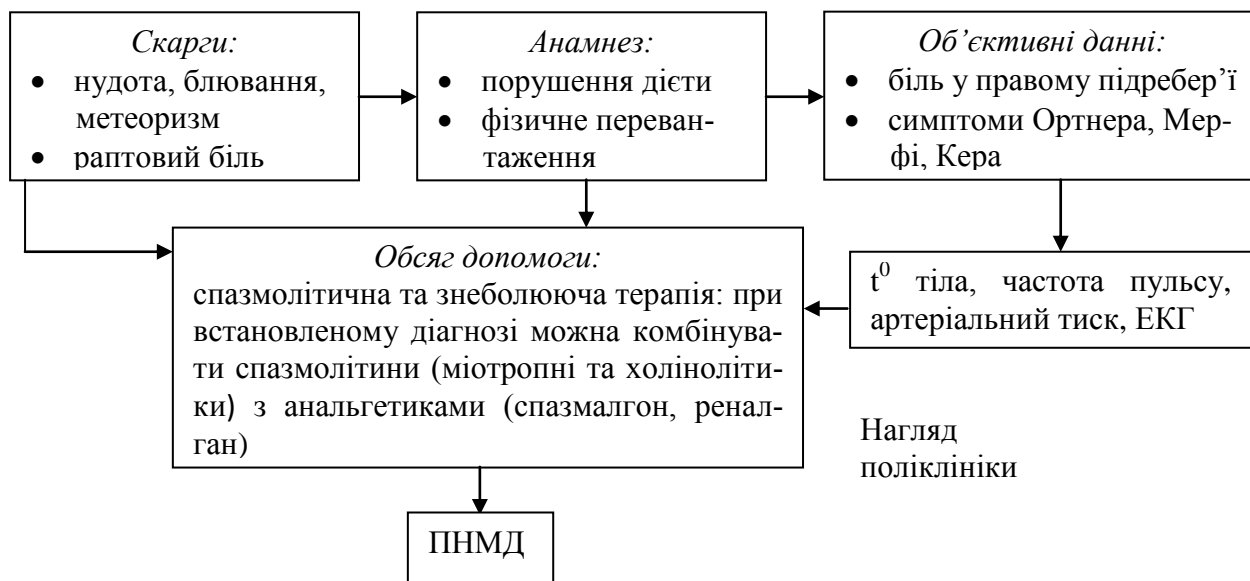 Скарги:
• нудота, блювання,
метеоризм
• раптовий біль
Анамнез:
• порушення дієти
• фізичне переван-
таження
Об’єктивні данні:
• біль у правому підребер’ї
• симптоми Ортнера, Мер-
фі, Кера
Обсяг допомоги:
спазмолітична та знеболююча терапія: при
встановленому діагнозі можна комбінува-
ти спазмолітини (міотропні та холіноліти-
ки) з анальгетиками (спазмалгон, ренал-
ган)
t⁰ тіла, частота пульсу,
артеріальний тиск, ЕКГ
Нагляд
поліклініки
ПНМД